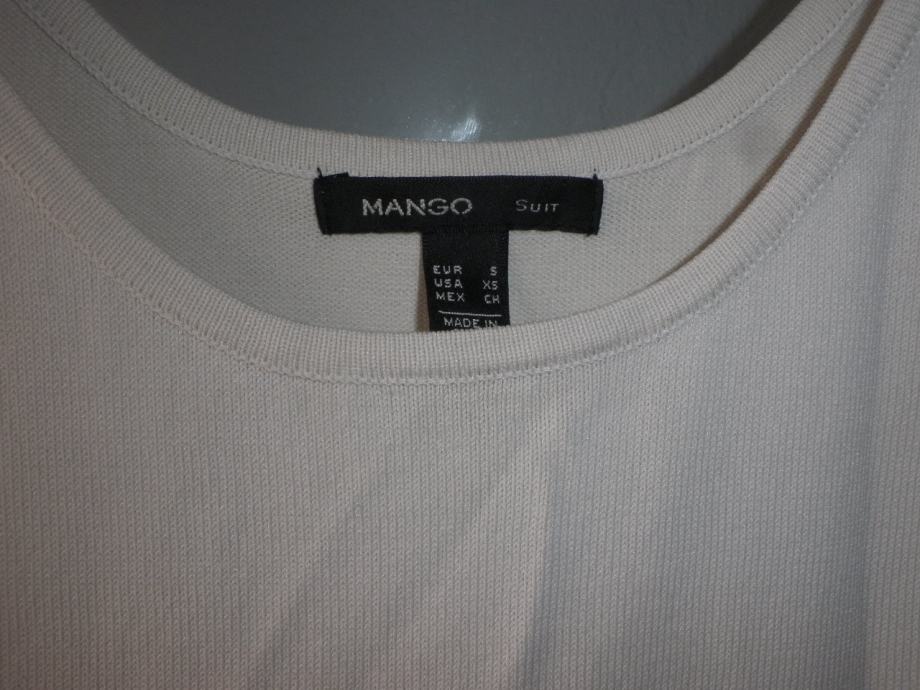 MANGO SUIT
EUR S
USA XS
MEX CH
MADE IN